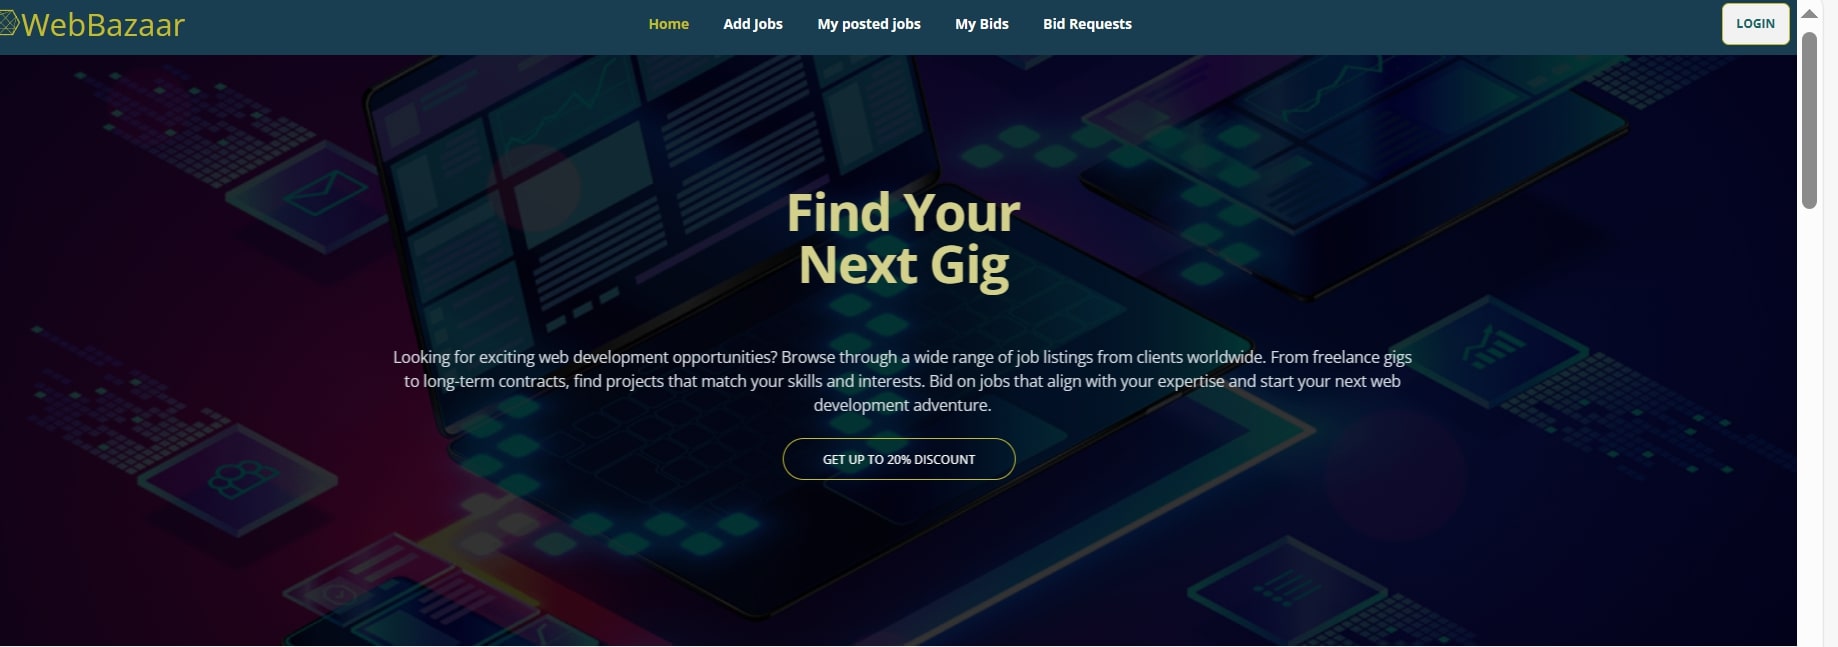 WebBazaar
Home Add Jobs My posted jobs My Bids Bid Requests
LOGIN
Find Your
Next Gig
Looking for exciting web development opportunities? Browse through a wide range of job listings from clients worldwide. From freelance gigs
to long-term contracts, find projects that match your skills and interests. Bid on jobs that align with your expertise and start your next web
development adventure.
GET UP TO 20% DISCOUNT